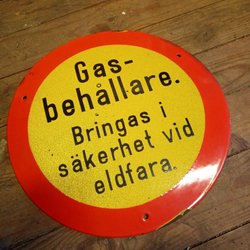 Gas-
behållare.
Bringas i
säkerhet vid
eldfara.